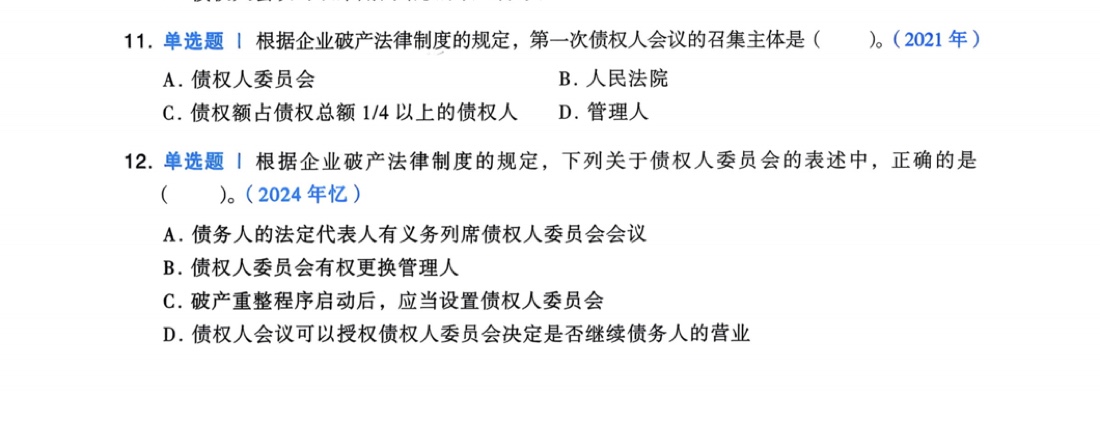 11. 单选题 | 根据企业破产法律制度的规定，第一次债权人会议的召集主体是（　　）。（2021 年）
A. 债权人委员会　　B. 人民法院
C. 债权额占债权总额 1/4 以上的债权人　　D. 管理人
12. 单选题 | 根据企业破产法律制度的规定，下列关于债权人委员会的表述中，正确的是
（　　）。（2024 年忆）
A. 债务人的法定代表人有义务列席债权人委员会会议
B. 债权人委员会有权更换管理人
C. 破产重整程序启动后，应当设置债权人委员会
D. 债权人会议可以授权债权人委员会决定是否继续债务人的营业